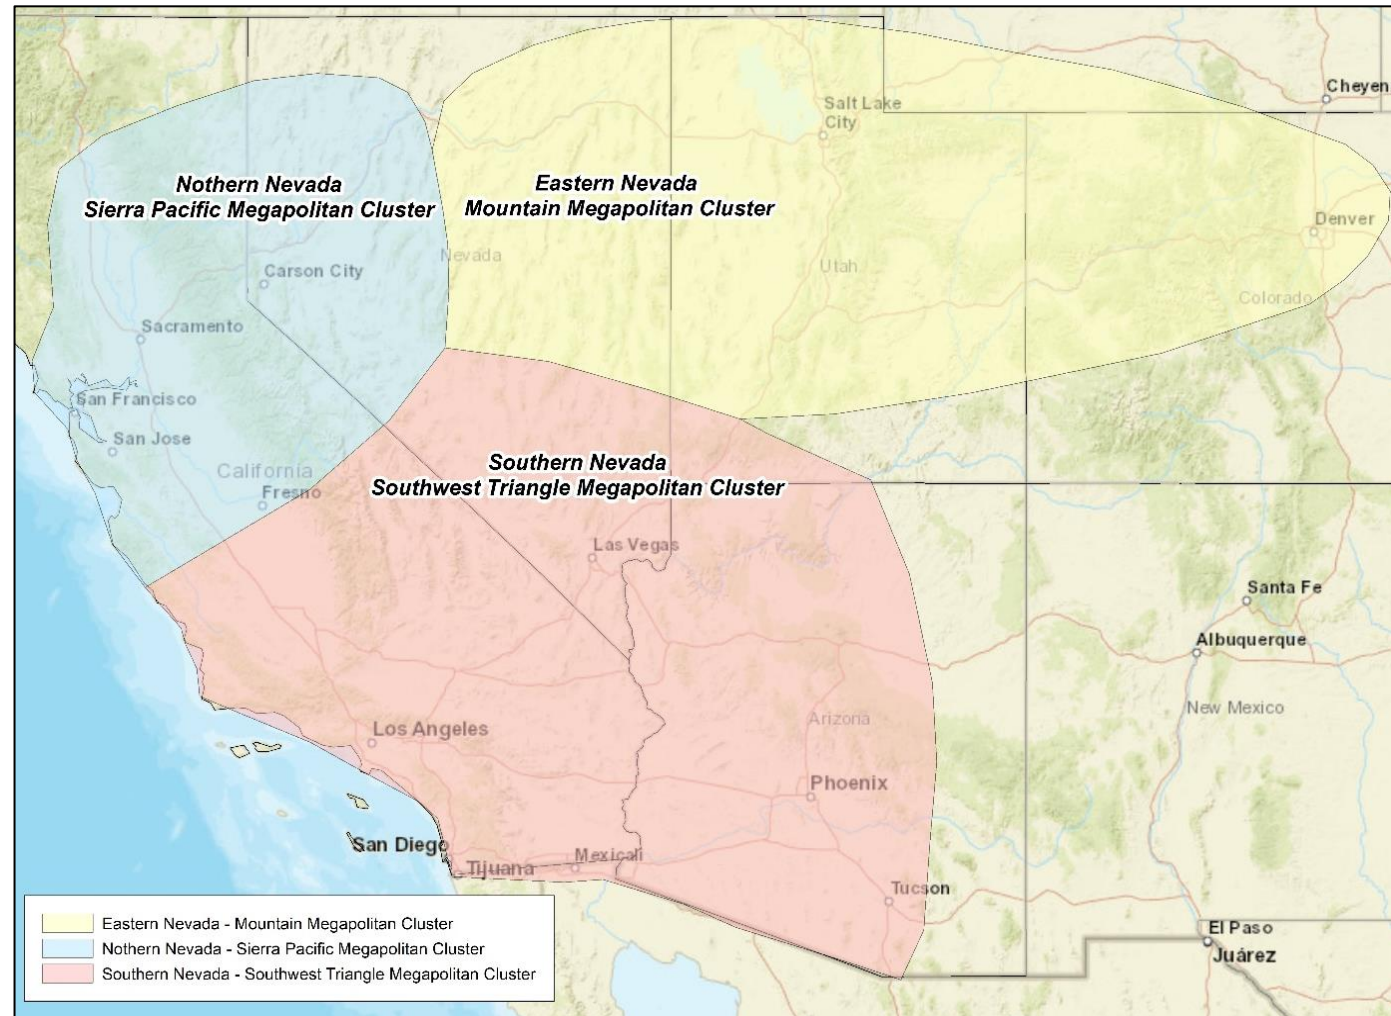 Cheyen
Salt Lake
City
Nothern Nevada
Sierra Pacific Megapolitan Cluster
Eastern Nevada
Mountain Megapolitan Cluster
Denver
Nevada
Utah
Carson City
Colorado
Sacramento
San Francisco
San Jose
California
Fresno
Southern Nevada
Southwest Triangle Megapolitan Cluster
Las Vegas
Santa Fe
Albuquerque
New Mexico
Arizona
Los Angeles
Phoenix
San Diego
Tijuana
Mexicali
Tucson
El Paso
Juárez
Eastern Nevada - Mountain Megapolitan Cluster
Nothern Nevada - Sierra Pacific Megapolitan Cluster
Southern Nevada - Southwest Triangle Megapolitan Cluster